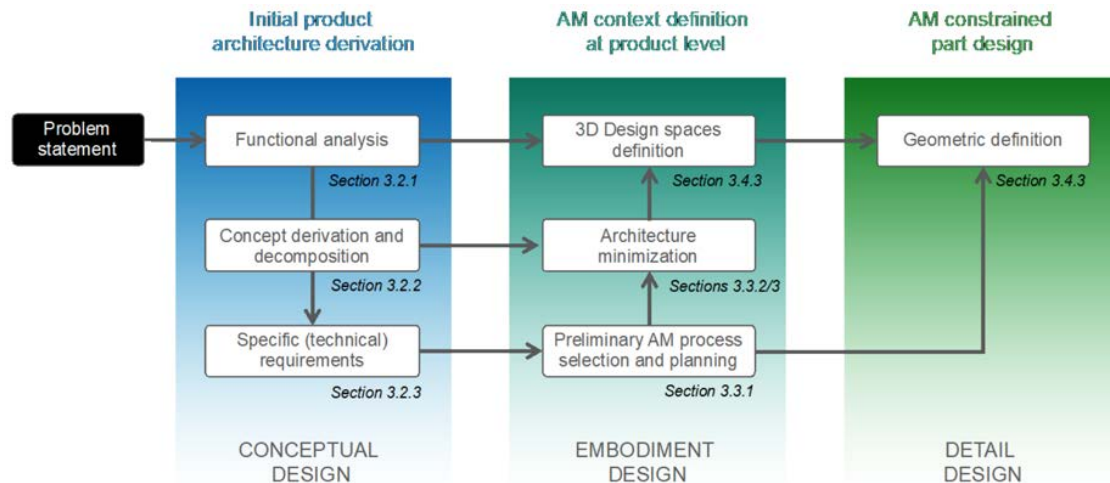 Initial product
architecture derivation
AM context definition
at product level
AM constrained
part design
Problem
statement
Functional analysis
Section 3.2.1
3D Design spaces
definition
Section 3.4.3
Geometric definition
Section 3.4.3
Concept derivation and
decomposition
Section 3.2.2
Architecture
minimization
Sections 3.3.2/3
Specific (technical)
requirements
Section 3.2.3
Preliminary AM process
selection and planning
Section 3.3.1
CONCEPTUAL
DESIGN
EMBODIMENT
DESIGN
DETAIL
DESIGN